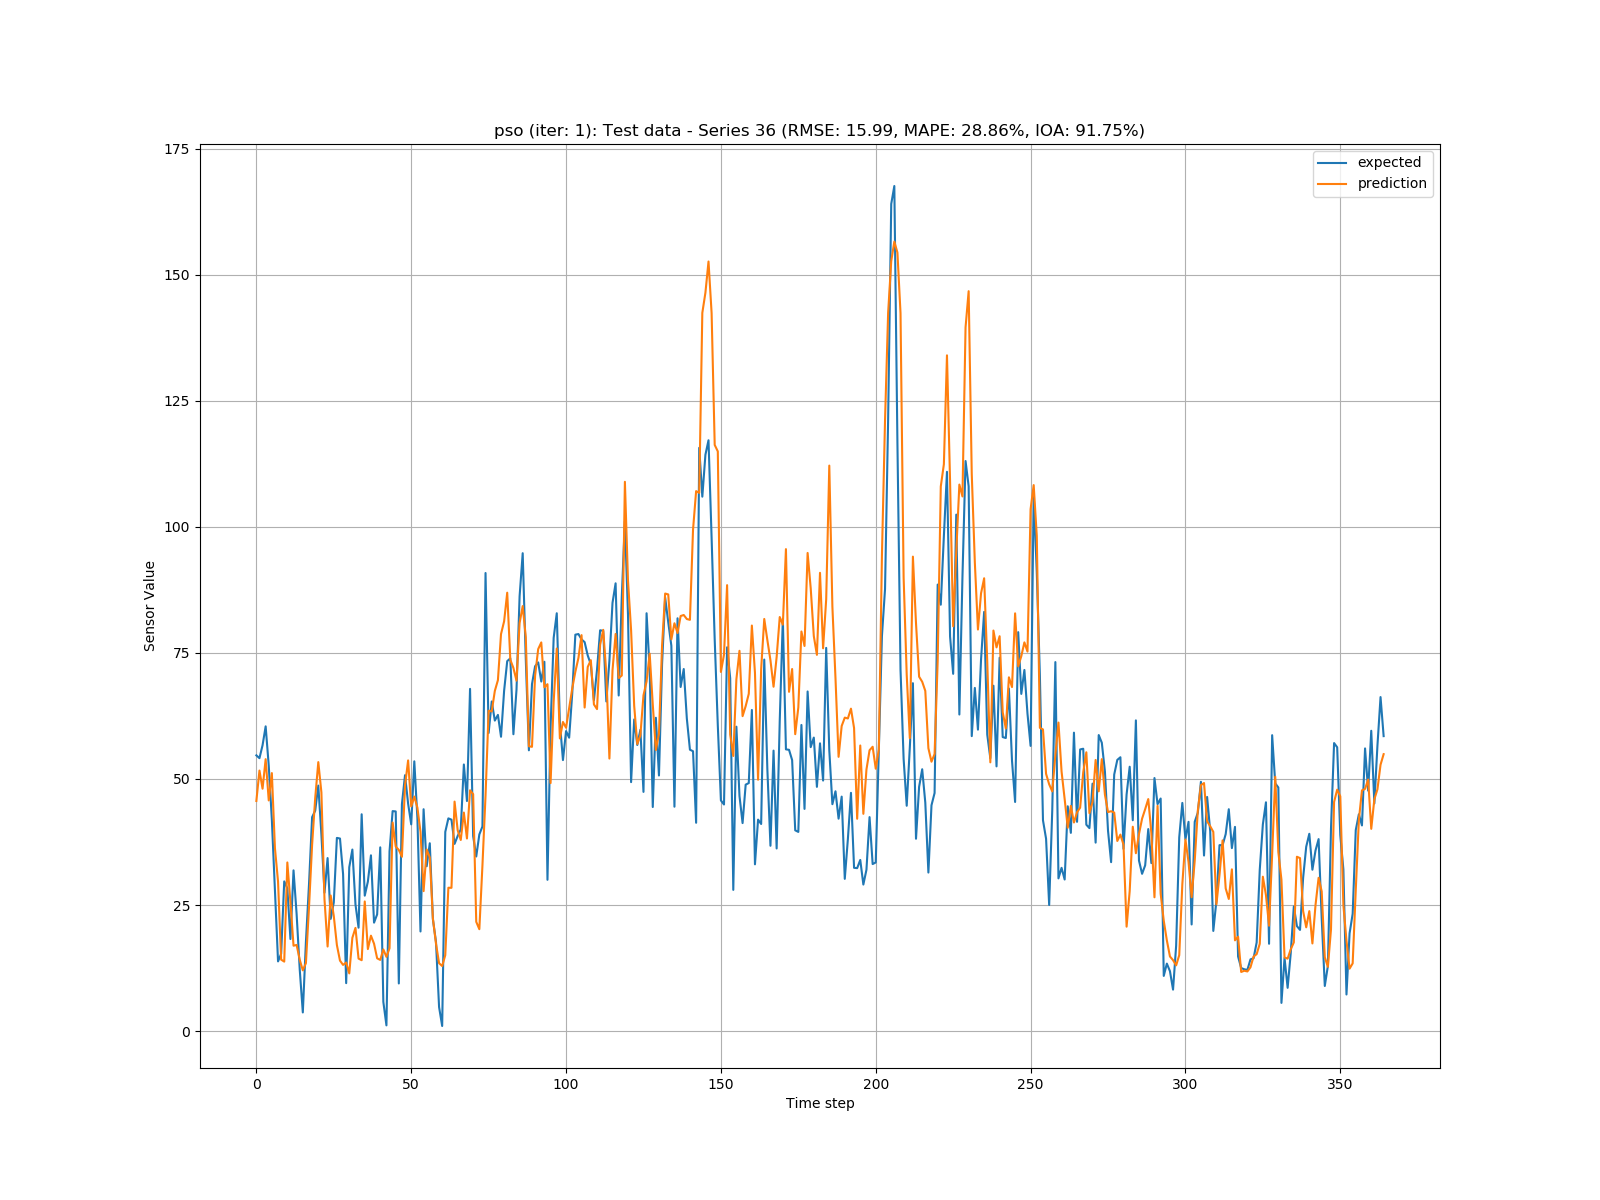 pso (iter: 1): Test data - Series 36 (RMSE: 15.99, MAPE: 28.86%, IOA: 91.75%)
expected
prediction
175
150
125
100
75
50
25
0
Sensor Value
0 50 100 150 200 250 300 350
Time step